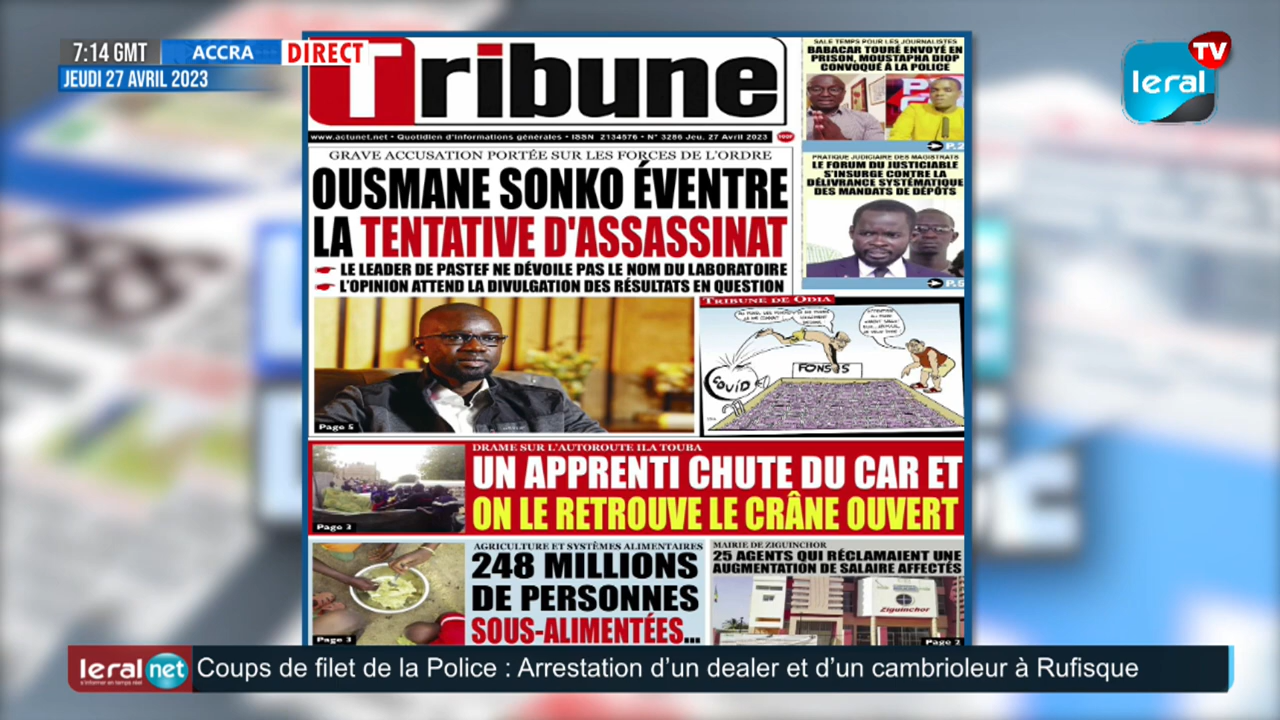 7:14 GMT ACCRA DIRECT
JEUDI 27 AVRIL 2023
leral TV
Tribune
www.actunet.net • Quotidien d'Informations générales • ISSN 2134576 • N° 3286 Jeu, 27 Avril 2023
GRAVE ACCUSATION PORTÉE SUR LES FORCES DE L'ORDRE
OUSMANE SONKO ÉVENTRE
LA TENTATIVE D'ASSASSINAT
LE LEADER DE PASTEF NE DÉVOILE PAS LE NOM DU LABORATOIRE
L'OPINION ATTEND LA DIVULGATION DES RÉSULTATS EN QUESTION
Page 5
SALE TEMPS POUR LES JOURNALISTES
BABACAR TOURÉ ENVOYÉ EN
PRISON, MOUSTAPHA DIOP
CONVOQUÉ À LA POLICE
P.2
PRATIQUE JUDICIAIRE DES MAGISTRATS
LE FORUM DU JUSTICIABLE
S'INSURGE CONTRE LA
DÉLIVRANCE SYSTÉMATIQUE
DES MANDATS DE DÉPÔTS
P.5
TRIBUNE DE ODIA
COVID
FONSIS
DRAME SUR L'AUTOROUTE ILA TOUBA
UN APPRENTI CHUTE DU CAR ET
ON LE RETROUVE LE CRÂNE OUVERT
Page 3
AGRICULTURE ET SYSTÈMES ALIMENTAIRES
248 MILLIONS
DE PERSONNES
SOUS-ALIMENTÉES...
Page 3
MAIRIE DE ZIGUINCHOR
25 AGENTS QUI RÉCLAMAIENT UNE
AUGMENTATION DE SALAIRE AFFECTÉS
Ziguinchor
Page 2
leral net
s'informer en temps réel
Coups de filet de la Police : Arrestation d'un dealer et d'un cambrioleur à Rufisque